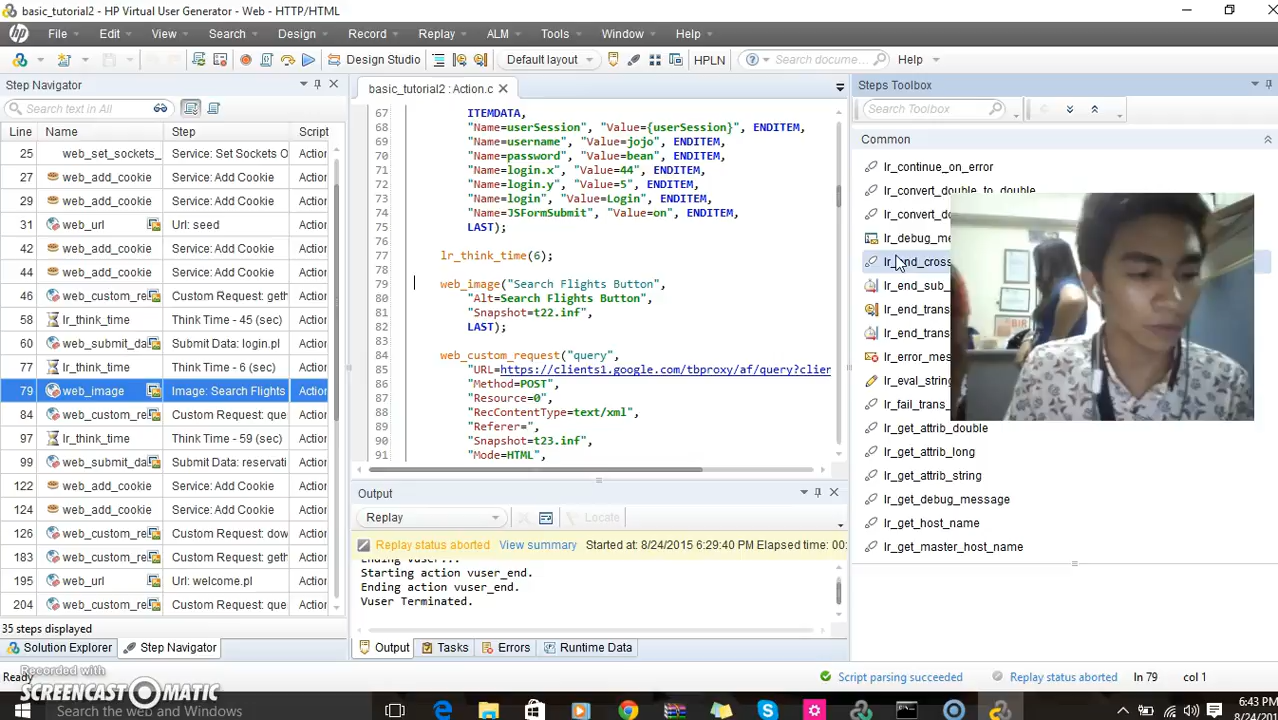 basic_tutorial2 - HP Virtual User Generator - Web - HTTP/HTML
File Edit View Search Design Record Replay ALM Tools Window Help
Design Studio Default layout HPLN Search documen... Help
Step Navigator
Search text in All
Line Name Step Script
25 web_set_sockets_ Service: Set Sockets O Action
27 web_add_cookie Service: Add Cookie Action
29 web_add_cookie Service: Add Cookie Action
31 web_url Url: seed Action
42 web_add_cookie Service: Add Cookie Action
44 web_add_cookie Service: Add Cookie Action
46 web_custom_re Custom Request: getl Action
58 lr_think_time Think Time - 45 (sec) Action
60 web_submit_da Submit Data: login.pl Action
77 lr_think_time Think Time - 6 (sec) Action
79 web_image Image: Search Flights Action
84 web_custom_re Custom Request: que Action
97 lr_think_time Think Time - 59 (sec) Action
99 web_submit_da Submit Data: reservati Action
122 web_add_cookie Service: Add Cookie Action
124 web_add_cookie Service: Add Cookie Action
126 web_custom_re Custom Request: dow Action
183 web_custom_re Custom Request: geth Action
195 web_url Url: welcome.pl Action
204 web_custom_re Custom Request: que Action
35 steps displayed
Solution Explorer Step Navigator
basic_tutorial2 : Action.c
67 ITEMDATA,
68 "Name=userSession", "Value={userSession}", ENDITEM,
69 "Name=username", "Value=jojo", ENDITEM,
70 "Name=password", "Value=bean", ENDITEM,
71 "Name=login.x", "Value=44", ENDITEM,
72 "Name=login.y", "Value=5", ENDITEM,
73 "Name=login", "Value=Login", ENDITEM,
74 "Name=JSFormSubmit", "Value=on", ENDITEM,
75 LAST);
76
77 lr_think_time(6);
78
79 web_image("Search Flights Button",
80 "Alt=Search Flights Button",
81 "Snapshot=t22.inf",
82 LAST);
83
84 web_custom_request("query",
85 "URL=https://clients1.google.com/tbproxy/af/query?clien
86 "Method=POST",
87 "Resource=0",
88 "RecContentType=text/xml",
89 "Referer=",
90 "Snapshot=t23.inf",
91 "Mode=HTML",
Output
Replay Locate
Replay status aborted View summary Started at: 8/24/2015 6:29:40 PM Elapsed time: 00:
Ending Vuser...
Starting action vuser_end.
Ending action vuser_end.
Vuser Terminated.
Output Tasks Errors Runtime Data
Steps Toolbox
Search Toolbox
Common
lr_continue_on_error
lr_convert_double_to_double
lr_convert_do
lr_debug_me
lr_end_cross
lr_end_sub_
lr_end_trans
lr_end_trans
lr_error_mes
lr_eval_string
lr_fail_trans_
lr_get_attrib_double
lr_get_attrib_long
lr_get_attrib_string
lr_get_debug_message
lr_get_host_name
lr_get_master_host_name
BIR
Ready Script parsing succeeded Replay status aborted ln 79 col 1
Recorded with
SCREENCAST-O-MATIC
Search the web and Windows
6:43 PM